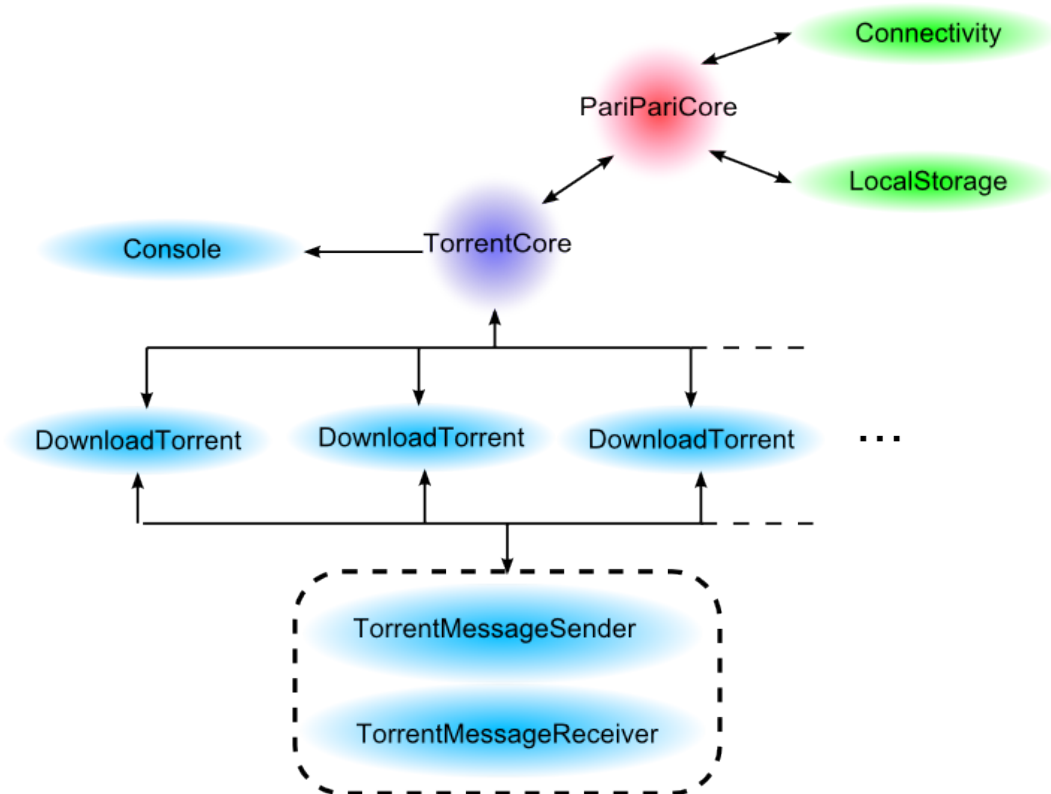 Connectivity
PariPariCore
LocalStorage
TorrentCore
Console
DownloadTorrent
DownloadTorrent
DownloadTorrent
...
TorrentMessageSender
TorrentMessageReceiver